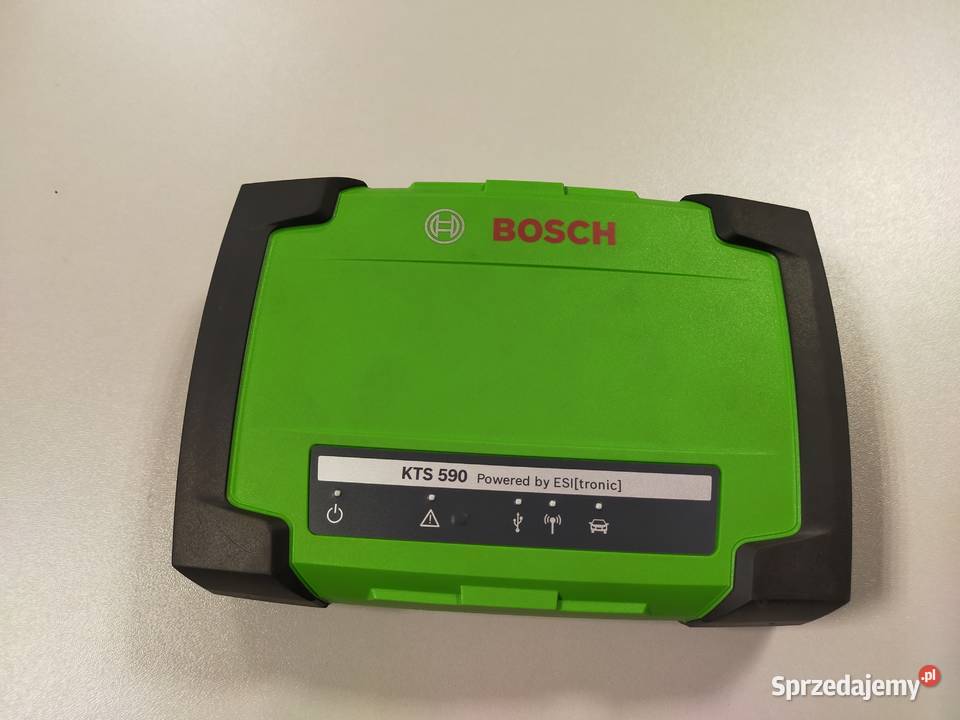 BOSCH
KTS 590 Powered by ESI[tronic]
Sprzedajemy.pl